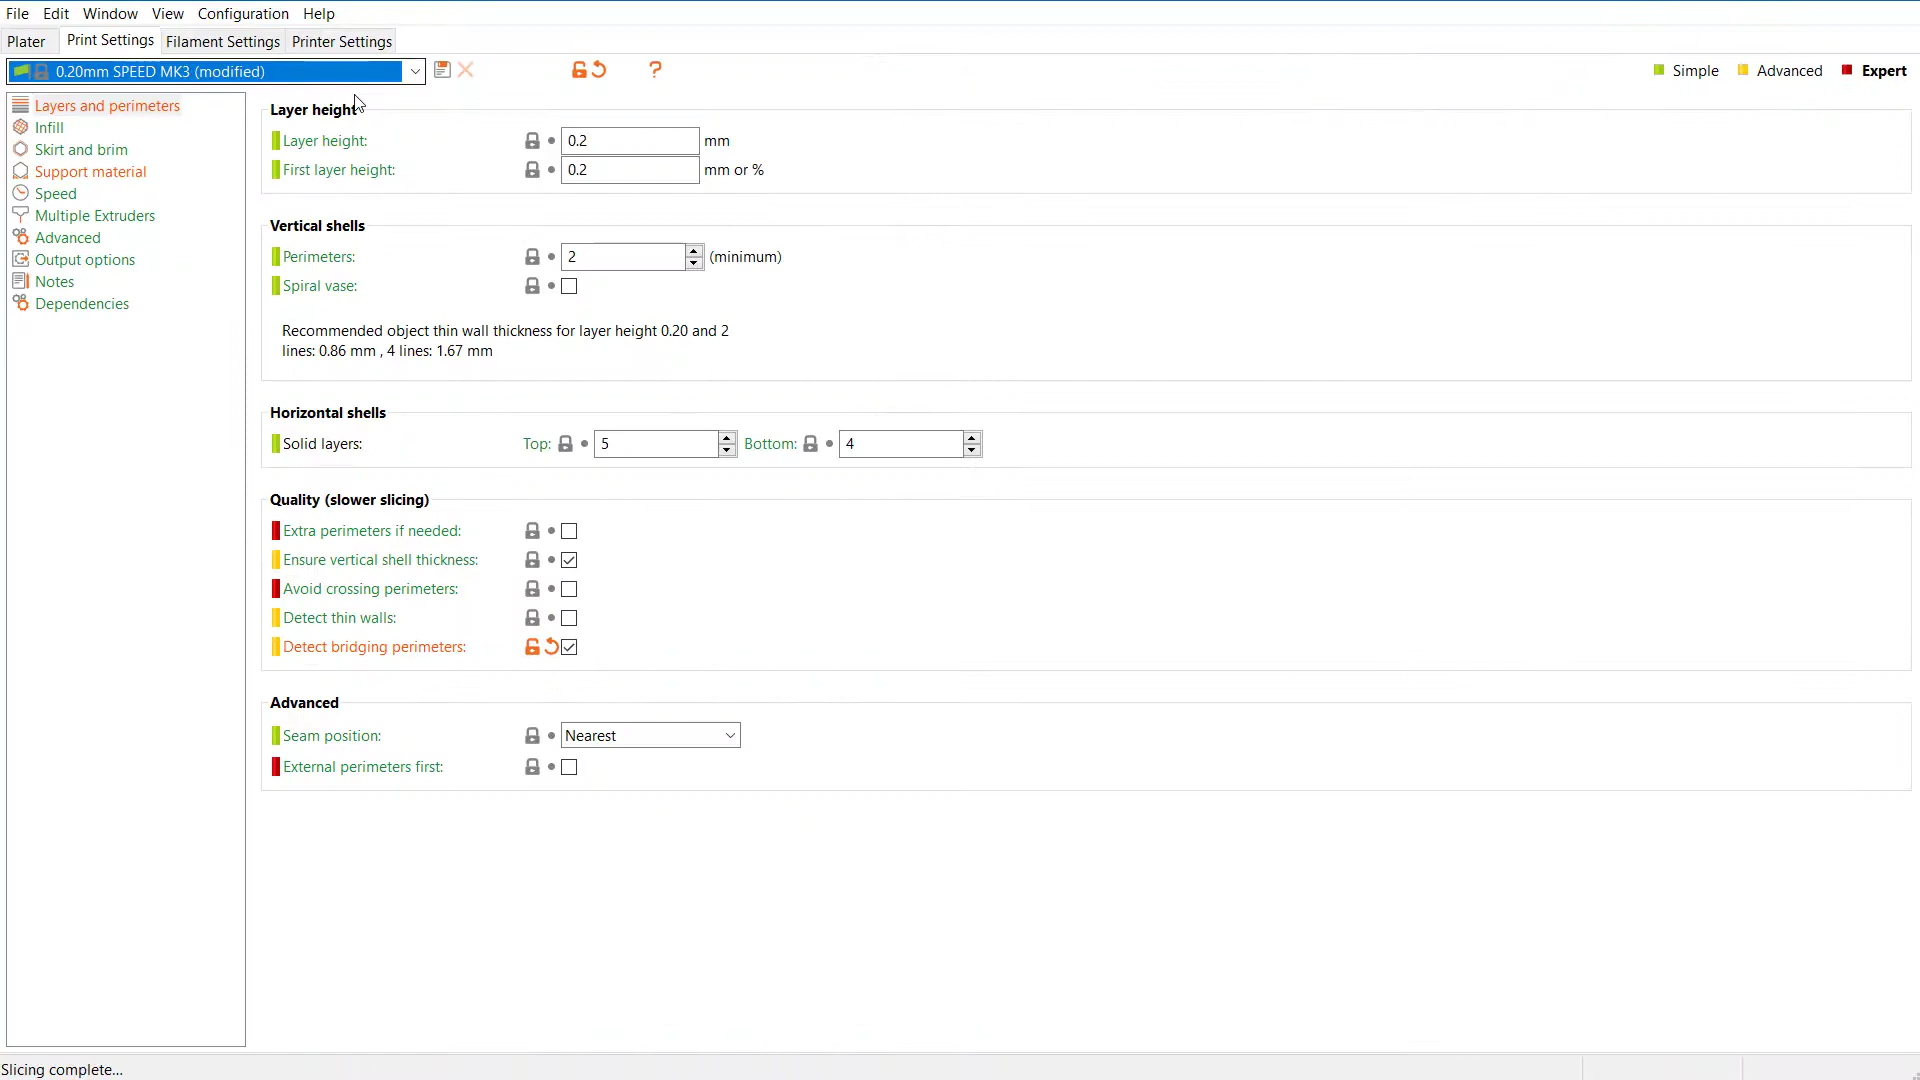 File Edit Window View Configuration Help
Plater Print Settings Filament Settings Printer Settings
0.20mm SPEED MK3 (modified) ? Simple Advanced Expert
Layers and perimeters
Infill
Skirt and brim
Support material
Speed
Multiple Extruders
Advanced
Output options
Notes
Dependencies
Layer height
Layer height: 0.2 mm
First layer height: 0.2 mm or %
Vertical shells
Perimeters: 2 (minimum)
Spiral vase:
Recommended object thin wall thickness for layer height 0.20 and 2
lines: 0.86 mm , 4 lines: 1.67 mm
Horizontal shells
Solid layers: Top: 5 Bottom: 4
Quality (slower slicing)
Extra perimeters if needed:
Ensure vertical shell thickness:
Avoid crossing perimeters:
Detect thin walls:
Detect bridging perimeters:
Advanced
Seam position: Nearest
External perimeters first:
Slicing complete...